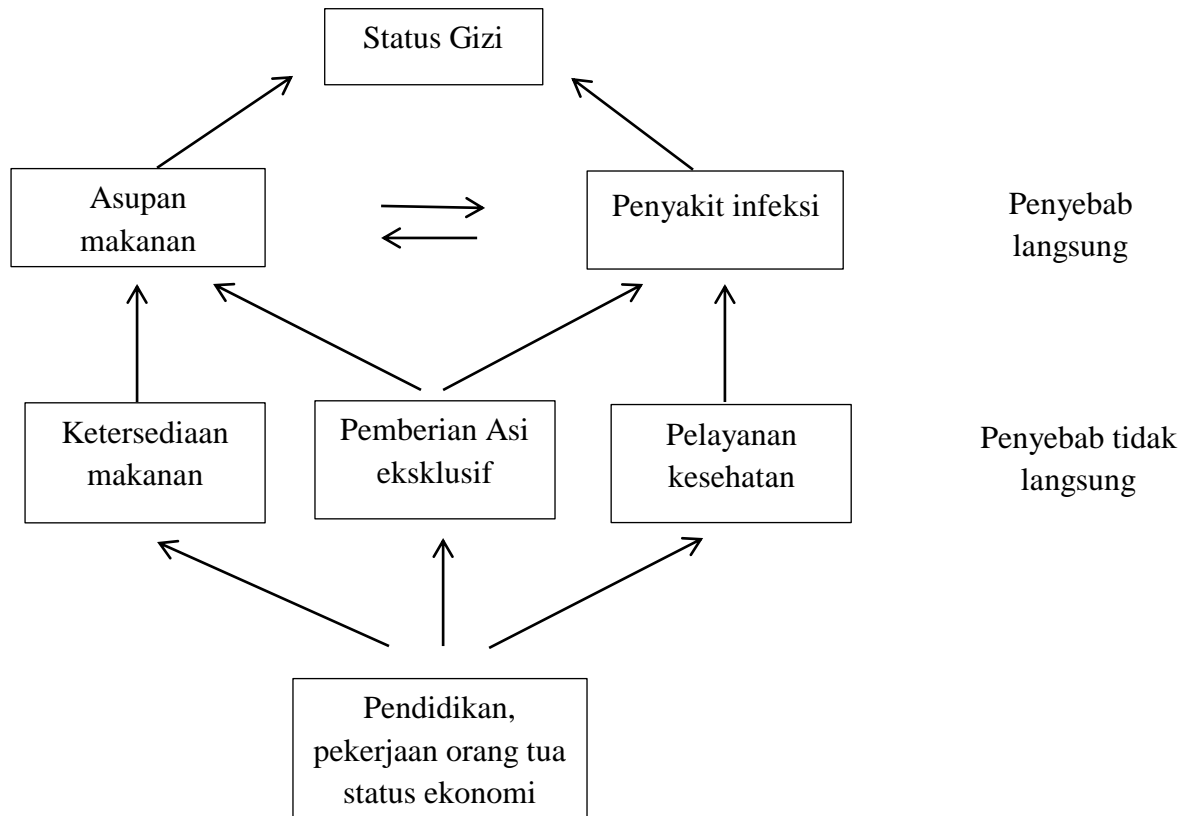 Status Gizi
Asupan
makanan
Penyakit infeksi
Penyebab
langsung
Ketersediaan
makanan
Pemberian Asi
eksklusif
Pelayanan
kesehatan
Penyebab tidak
langsung
Pendidikan,
pekerjaan orang tua
status ekonomi